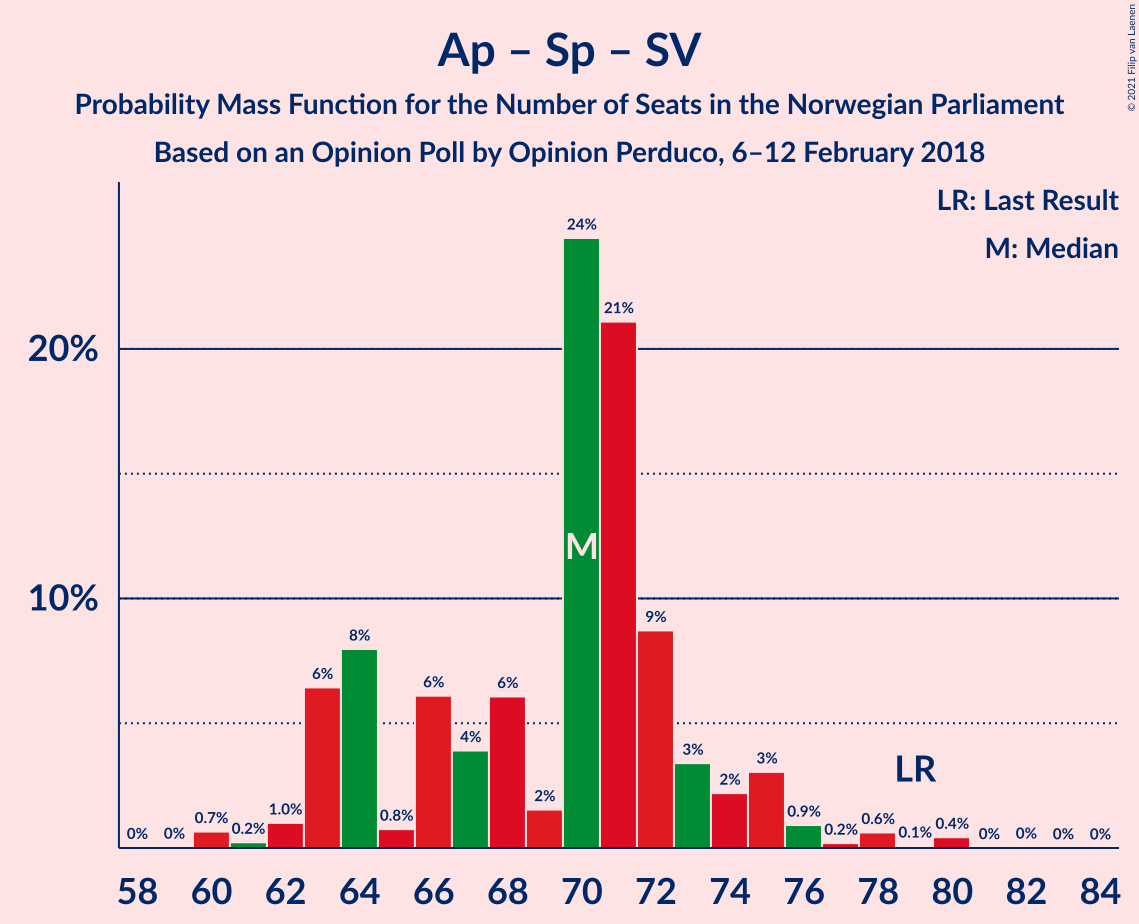 Ap – Sp – SV
Probability Mass Function for the Number of Seats in the Norwegian Parliament
Based on an Opinion Poll by Opinion Perduco, 6–12 February 2018
© 2021 Filip van Laenen
LR: Last Result
M: Median
20%
10%
0% 0% 0.7% 0.2% 1.0% 6% 8% 0.8% 6% 4% 6% 2% 24% 21% 9% 3% 2% 3% 0.9% 0.2% 0.6% 0.1% 0.4% 0% 0% 0% 0%
M
LR
58 60 62 64 66 68 70 72 74 76 78 80 82 84